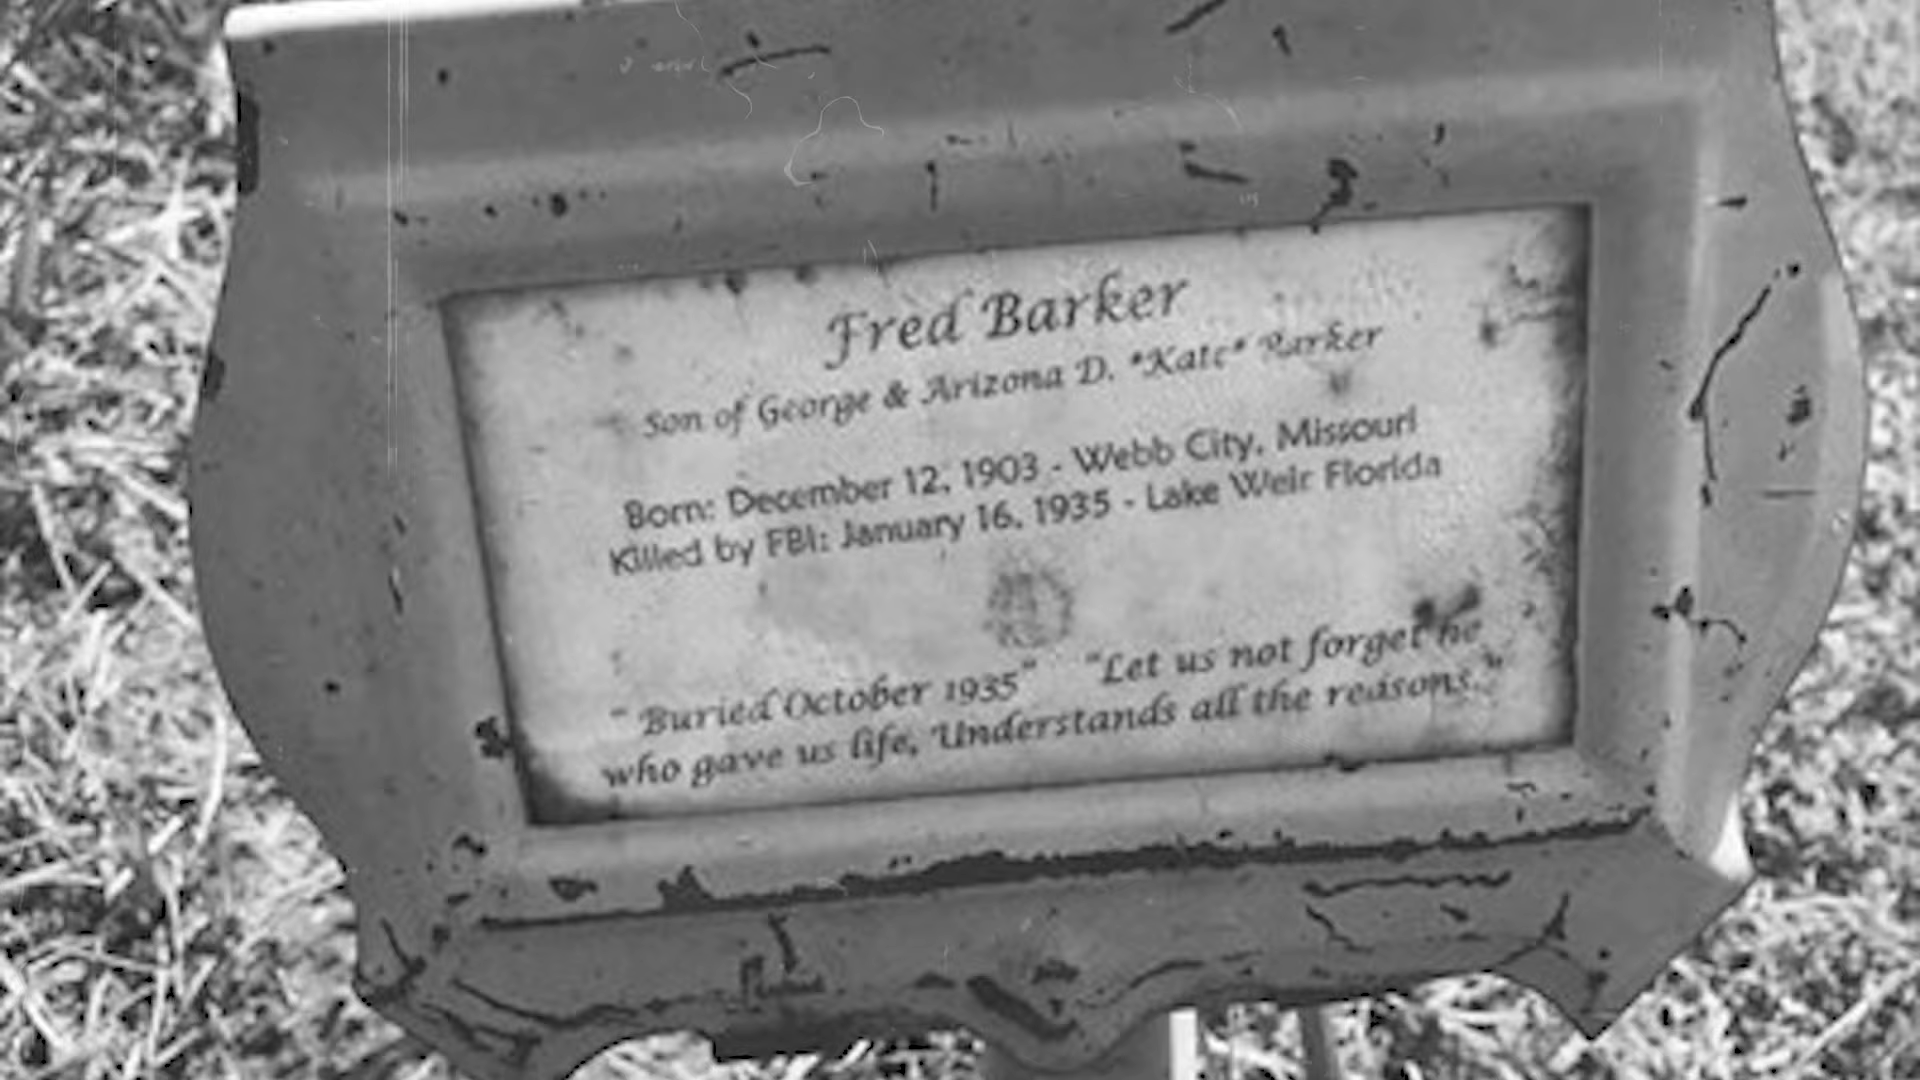 Fred Barker
Son of George & Arizona D. "Kate" Barker
Born: December 12, 1903 - Webb City, Missouri
Killed by FBI: January 16, 1935 - Lake Weir Florida
" Buried October 1935" "Let us not forget he
who gave us life, Understands all the reasons."